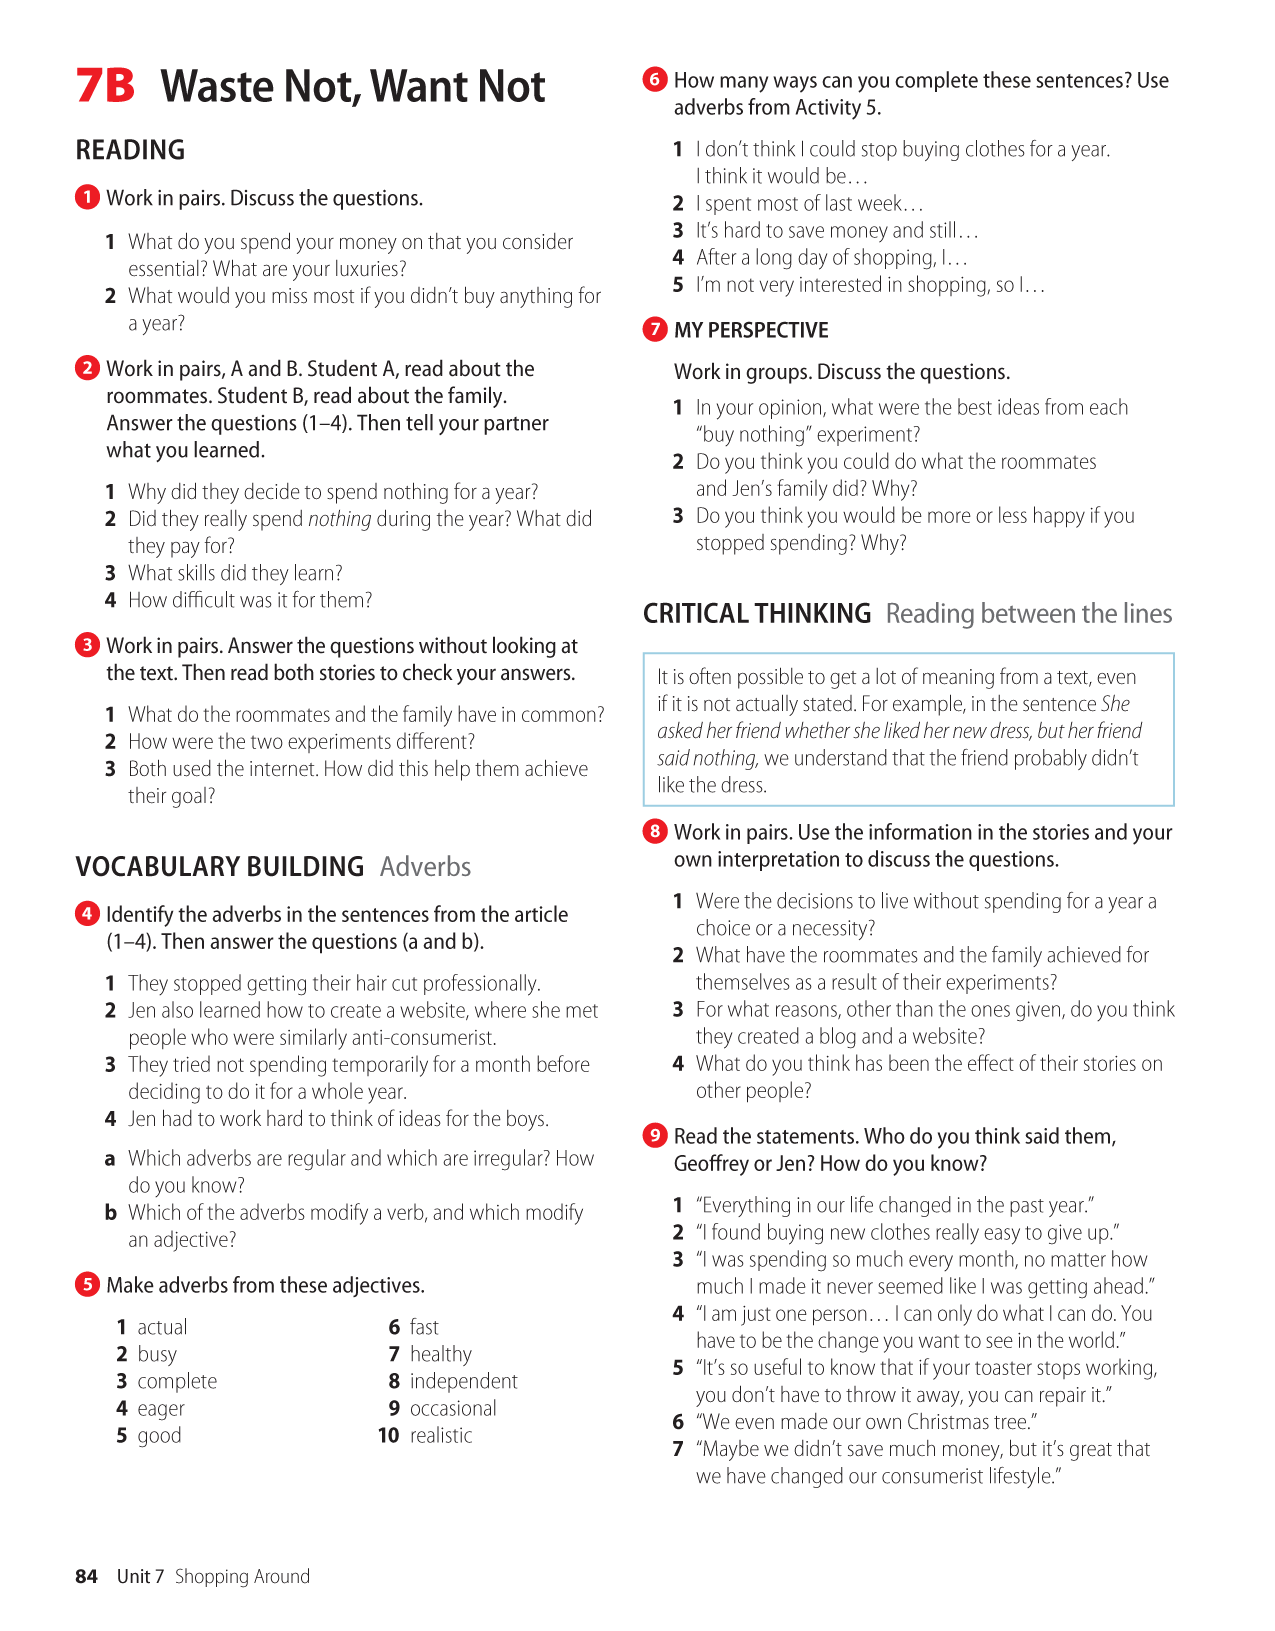 7B Waste Not, Want Not
READING
1 Work in pairs. Discuss the questions.
1 What do you spend your money on that you consider
essential? What are your luxuries?
2 What would you miss most if you didn’t buy anything for
a year?
2 Work in pairs, A and B. Student A, read about the
roommates. Student B, read about the family.
Answer the questions (1–4). Then tell your partner
what you learned.
1 Why did they decide to spend nothing for a year?
2 Did they really spend nothing during the year? What did
they pay for?
3 What skills did they learn?
4 How difficult was it for them?
3 Work in pairs. Answer the questions without looking at
the text. Then read both stories to check your answers.
1 What do the roommates and the family have in common?
2 How were the two experiments different?
3 Both used the internet. How did this help them achieve
their goal?
VOCABULARY BUILDING Adverbs
4 Identify the adverbs in the sentences from the article
(1–4). Then answer the questions (a and b).
1 They stopped getting their hair cut professionally.
2 Jen also learned how to create a website, where she met
people who were similarly anti-consumerist.
3 They tried not spending temporarily for a month before
deciding to do it for a whole year.
4 Jen had to work hard to think of ideas for the boys.
a Which adverbs are regular and which are irregular? How
do you know?
b Which of the adverbs modify a verb, and which modify
an adjective?
5 Make adverbs from these adjectives.
1 actual
2 busy
3 complete
4 eager
5 good
6 fast
7 healthy
8 independent
9 occasional
10 realistic
6 How many ways can you complete these sentences? Use
adverbs from Activity 5.
1 I don’t think I could stop buying clothes for a year.
I think it would be…
2 I spent most of last week…
3 It’s hard to save money and still…
4 After a long day of shopping, I…
5 I’m not very interested in shopping, so I…
7 MY PERSPECTIVE
Work in groups. Discuss the questions.
1 In your opinion, what were the best ideas from each
“buy nothing” experiment?
2 Do you think you could do what the roommates
and Jen’s family did? Why?
3 Do you think you would be more or less happy if you
stopped spending? Why?
CRITICAL THINKING Reading between the lines
It is often possible to get a lot of meaning from a text, even
if it is not actually stated. For example, in the sentence She
asked her friend whether she liked her new dress, but her friend
said nothing, we understand that the friend probably didn’t
like the dress.
8 Work in pairs. Use the information in the stories and your
own interpretation to discuss the questions.
1 Were the decisions to live without spending for a year a
choice or a necessity?
2 What have the roommates and the family achieved for
themselves as a result of their experiments?
3 For what reasons, other than the ones given, do you think
they created a blog and a website?
4 What do you think has been the effect of their stories on
other people?
9 Read the statements. Who do you think said them,
Geoffrey or Jen? How do you know?
1 “Everything in our life changed in the past year.”
2 “I found buying new clothes really easy to give up.”
3 “I was spending so much every month, no matter how
much I made it never seemed like I was getting ahead.”
4 “I am just one person… I can only do what I can do. You
have to be the change you want to see in the world.”
5 “It’s so useful to know that if your toaster stops working,
you don’t have to throw it away, you can repair it.”
6 “We even made our own Christmas tree.”
7 “Maybe we didn’t save much money, but it’s great that
we have changed our consumerist lifestyle.”
84 Unit 7 Shopping Around